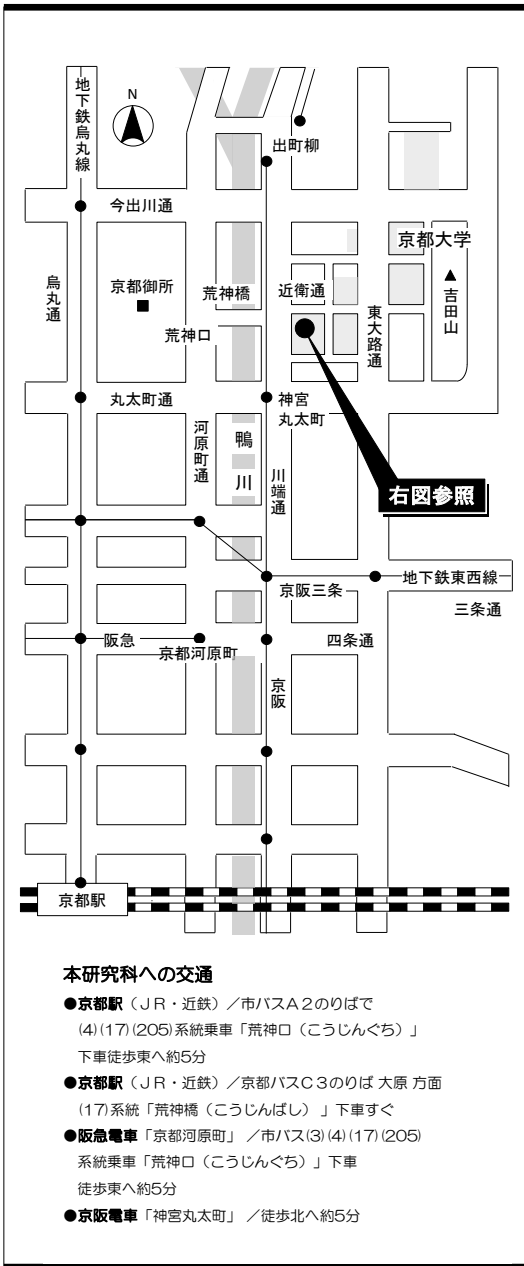 地下鉄烏丸線
N
出町柳
今出川通
京都大学
烏丸通
京都御所
荒神橋
近衛通
▲吉田山
荒神口
東大路通
丸太町通
神宮
丸太町
河原町通
鴨川
川端通
右図参照
京阪三条
地下鉄東西線
三条通
阪急
京都河原町
四条通
京阪
京都駅
本研究科への交通
●京都駅(JR・近鉄)/市バスA2のりばで
(4)(17)(205)系統乗車「荒神口(こうじんぐち)」
下車徒歩東へ約5分
●京都駅(JR・近鉄)/京都バスC3のりば 大原 方面
(17)系統「荒神橋(こうじんばし) 」下車すぐ
●阪急電車「京都河原町」 /市バス(3)(4)(17)(205)
系統乗車「荒神口(こうじんぐち)」下車
徒歩東へ約5分
●京阪電車「神宮丸太町」 /徒歩北へ約5分